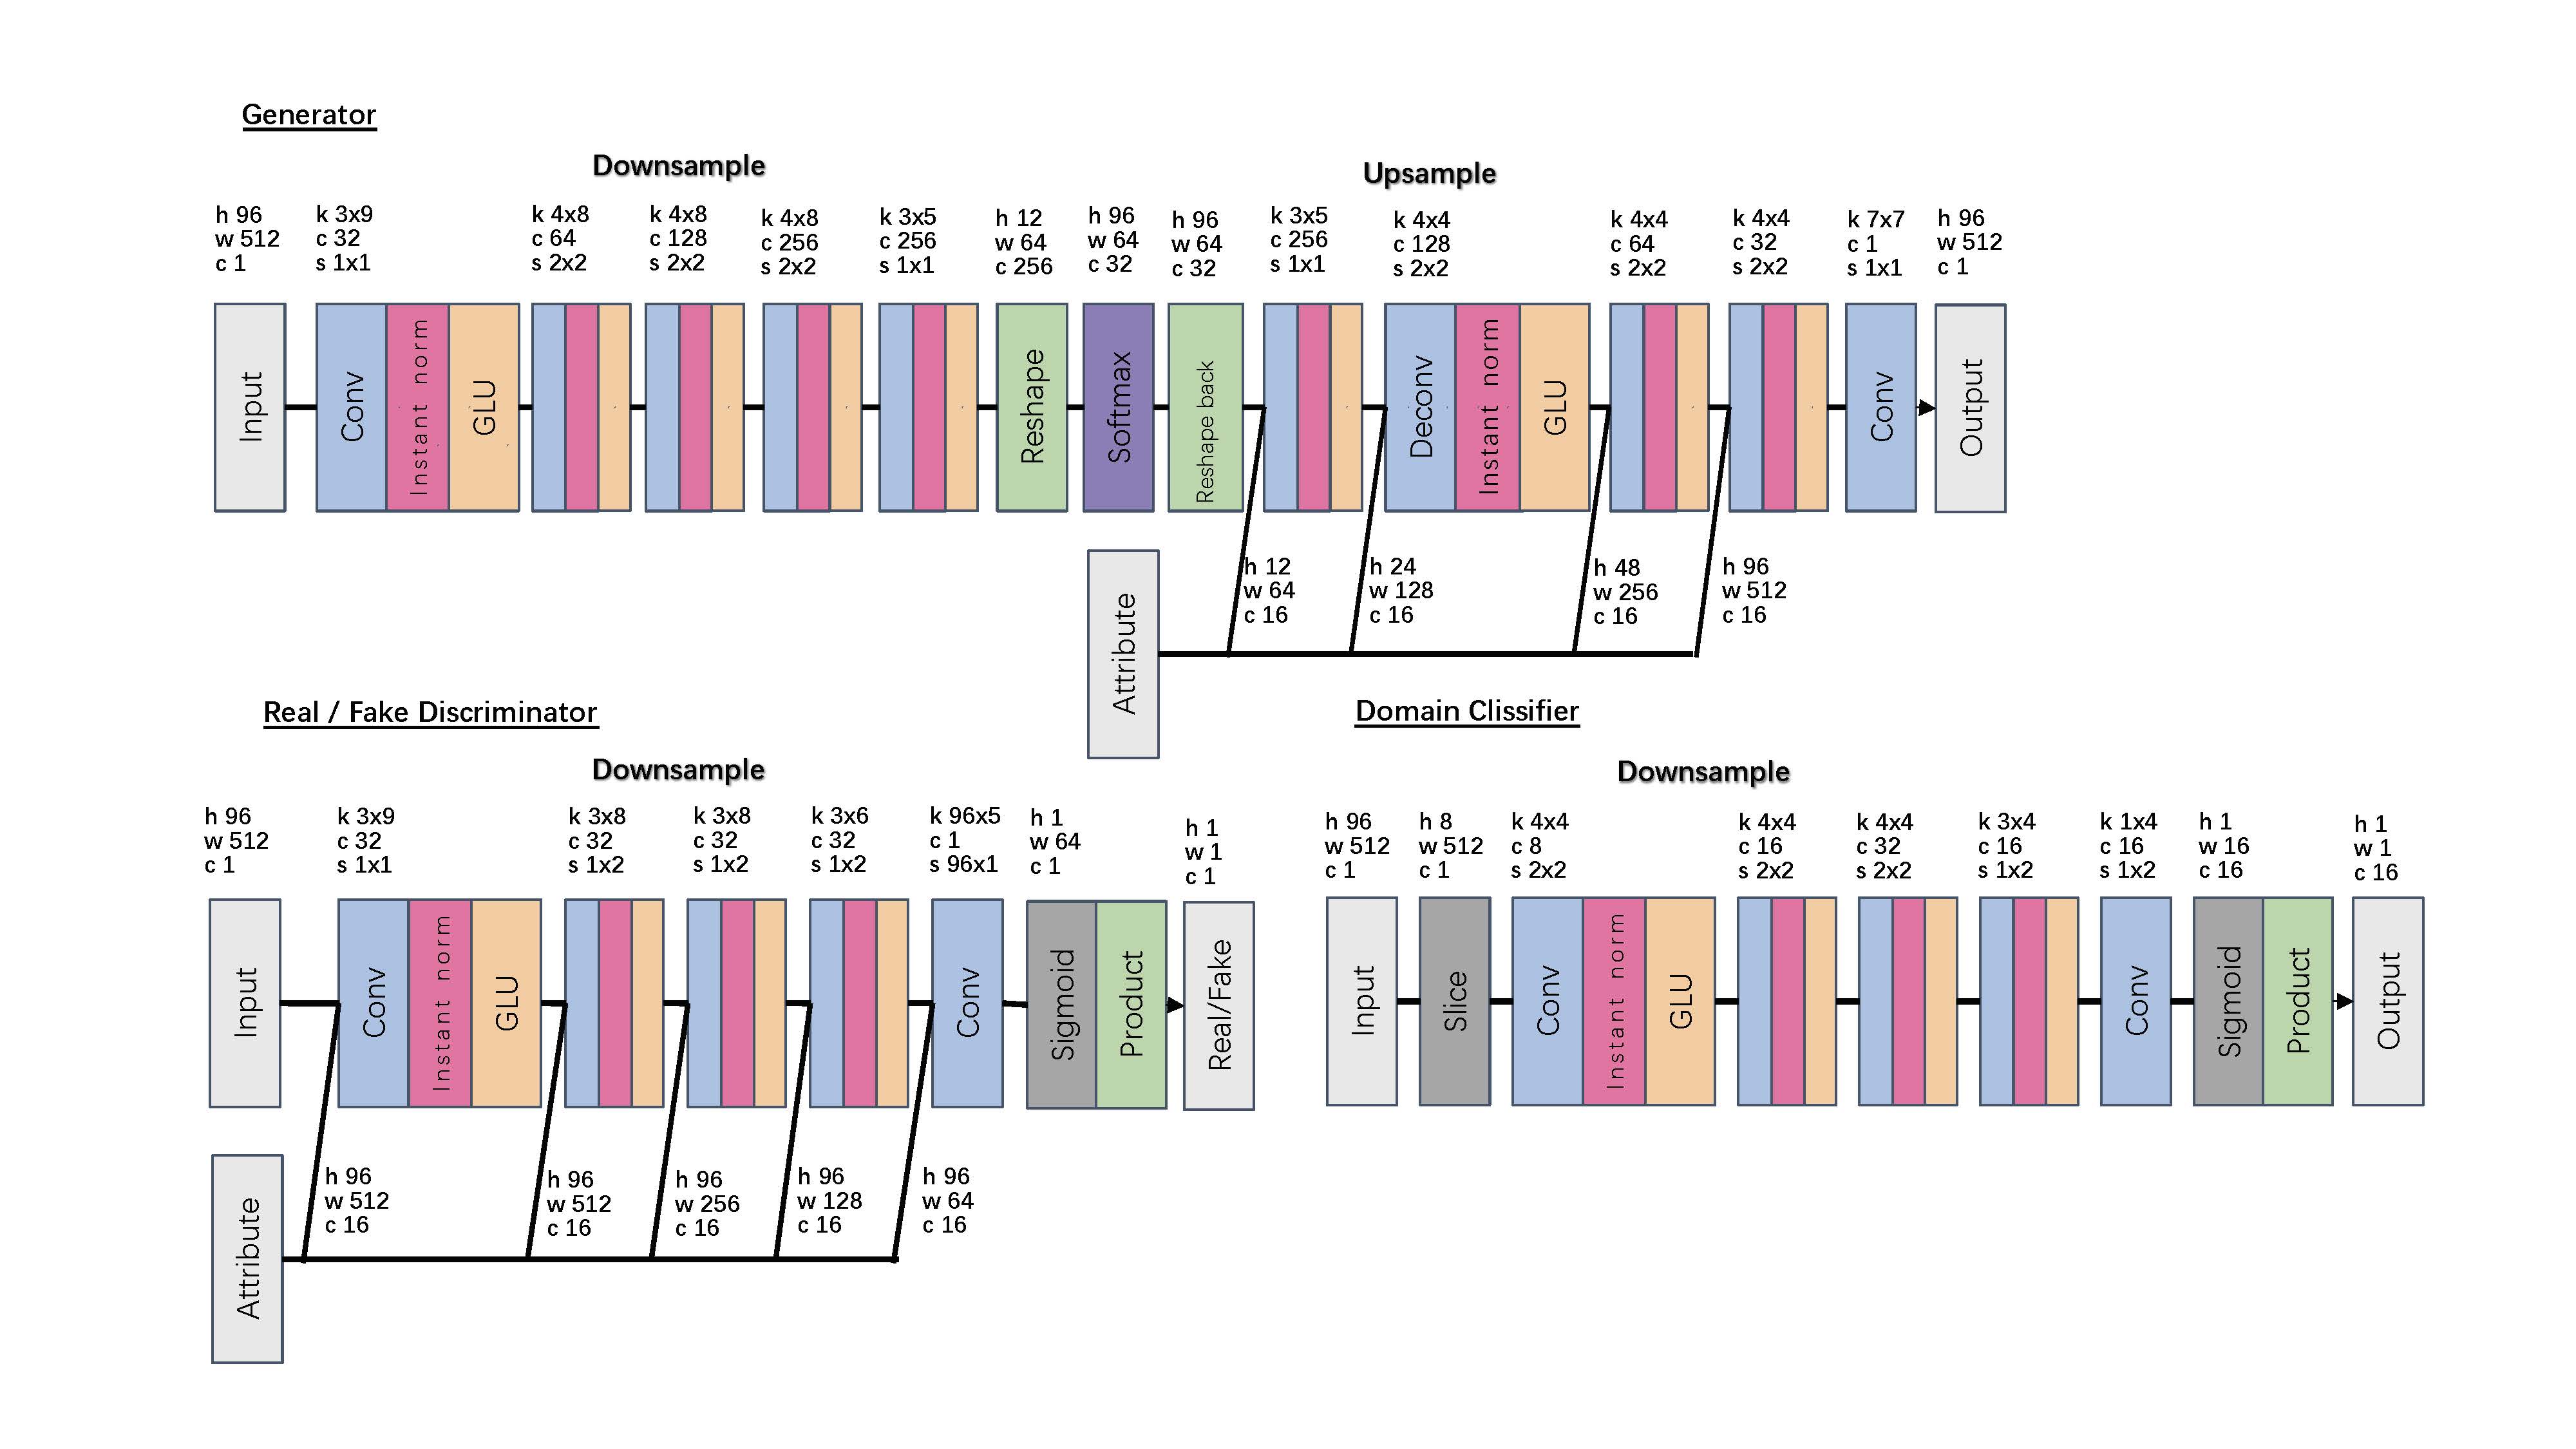 Generator
Downsample
Upsample
h 96
w 512
c 1
k 3x9
c 32
s 1x1
k 4x8
c 64
s 2x2
k 4x8
c 128
s 2x2
k 4x8
c 256
s 2x2
k 3x5
c 256
s 1x1
h 12
w 64
c 256
h 96
w 64
c 32
h 96
w 64
c 32
k 3x5
c 256
s 1x1
k 4x4
c 128
s 2x2
k 4x4
c 64
s 2x2
k 4x4
c 32
s 2x2
k 7x7
c 1
s 1x1
h 96
w 512
c 1
Input
Conv
Instant norm
GLU
Reshape
Softmax
Reshape back
Deconv
Instant norm
GLU
Conv
Output
Attribute
h 12
w 64
c 16
h 24
w 128
c 16
h 48
w 256
c 16
h 96
w 512
c 16
Real / Fake Discriminator
Downsample
h 96
w 512
c 1
k 3x9
c 32
s 1x1
k 3x8
c 32
s 1x2
k 3x8
c 32
s 1x2
k 3x6
c 32
s 1x2
k 96x5
c 1
s 96x1
h 1
w 64
c 1
h 1
w 1
c 1
Input
Conv
Instant norm
GLU
Conv
Sigmoid
Product
Real/Fake
Attribute
h 96
w 512
c 16
h 96
w 512
c 16
h 96
w 256
c 16
h 96
w 128
c 16
h 96
w 64
c 16
Domain Clissifier
Downsample
h 96
w 512
c 1
h 8
w 512
c 1
k 4x4
c 8
s 2x2
k 4x4
c 16
s 2x2
k 4x4
c 32
s 2x2
k 3x4
c 16
s 1x2
k 1x4
c 16
s 1x2
h 1
w 16
c 16
h 1
w 1
c 16
Input
Slice
Conv
Instant norm
GLU
Conv
Sigmoid
Product
Output